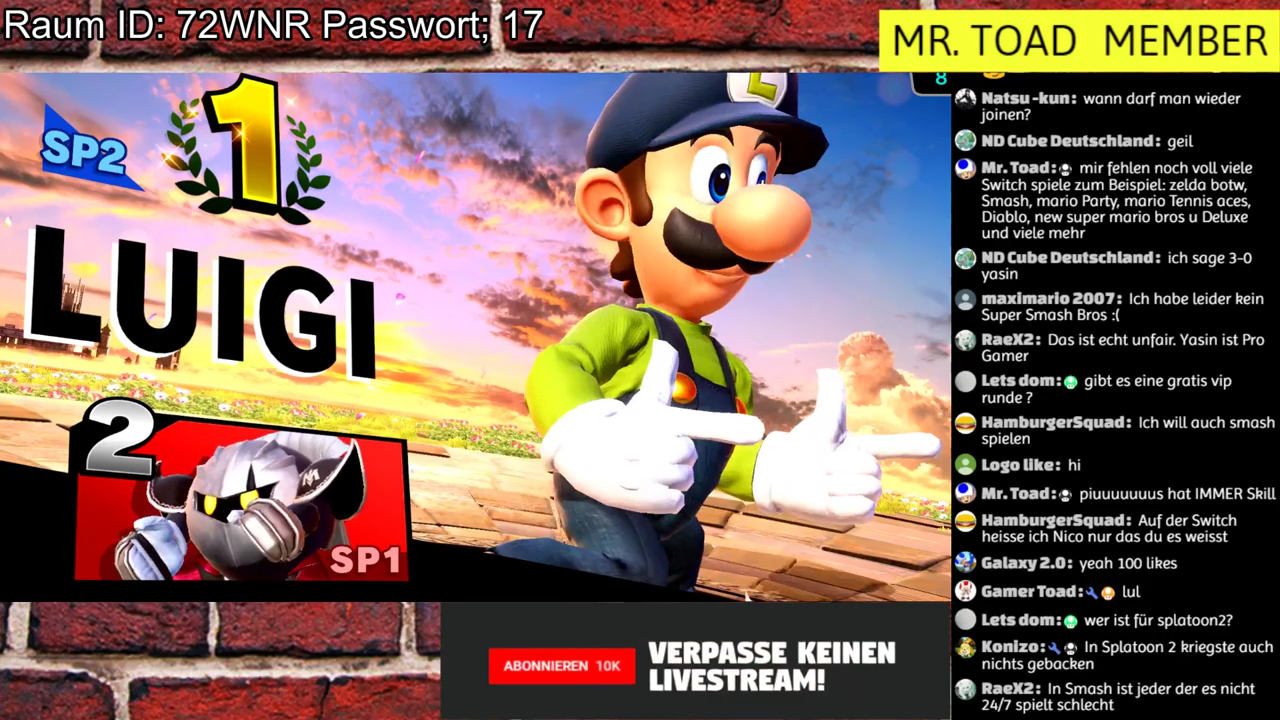 Raum ID: 72WNR Passwort; 17
MR. TOAD MEMBER
8
SP2
1
L
LUIGI
2
M
SP1
ABONNIEREN 10K
VERPASSE KEINEN
LIVESTREAM!
Natsu-kun: wann darf man wieder
joinen?
ND Cube Deutschland: geil
Mr. Toad: mir fehlen noch voll viele
Switch spiele zum Beispiel: zelda botw,
Smash, mario Party, mario Tennis aces,
Diablo, new super mario bros u Deluxe
und viele mehr
ND Cube Deutschland: ich sage 3-0
yasin
maximario 2007: Ich habe leider kein
Super Smash Bros :(
RaeX2: Das ist echt unfair. Yasin ist Pro
Gamer
Lets dom: gibt es eine gratis vip
runde ?
HamburgerSquad: Ich will auch smash
spielen
Logo like: hi
Mr. Toad: piuuuuuuus hat IMMER Skill
HamburgerSquad: Auf der Switch
heisse ich Nico nur das du es weisst
Galaxy 2.0: yeah 100 likes
Gamer Toad: lul
Lets dom: wer ist für splatoon2?
Konizo: In Splatoon 2 kriegste auch
nichts gebacken
RaeX2: In Smash ist jeder der es nicht
24/7 spielt schlecht